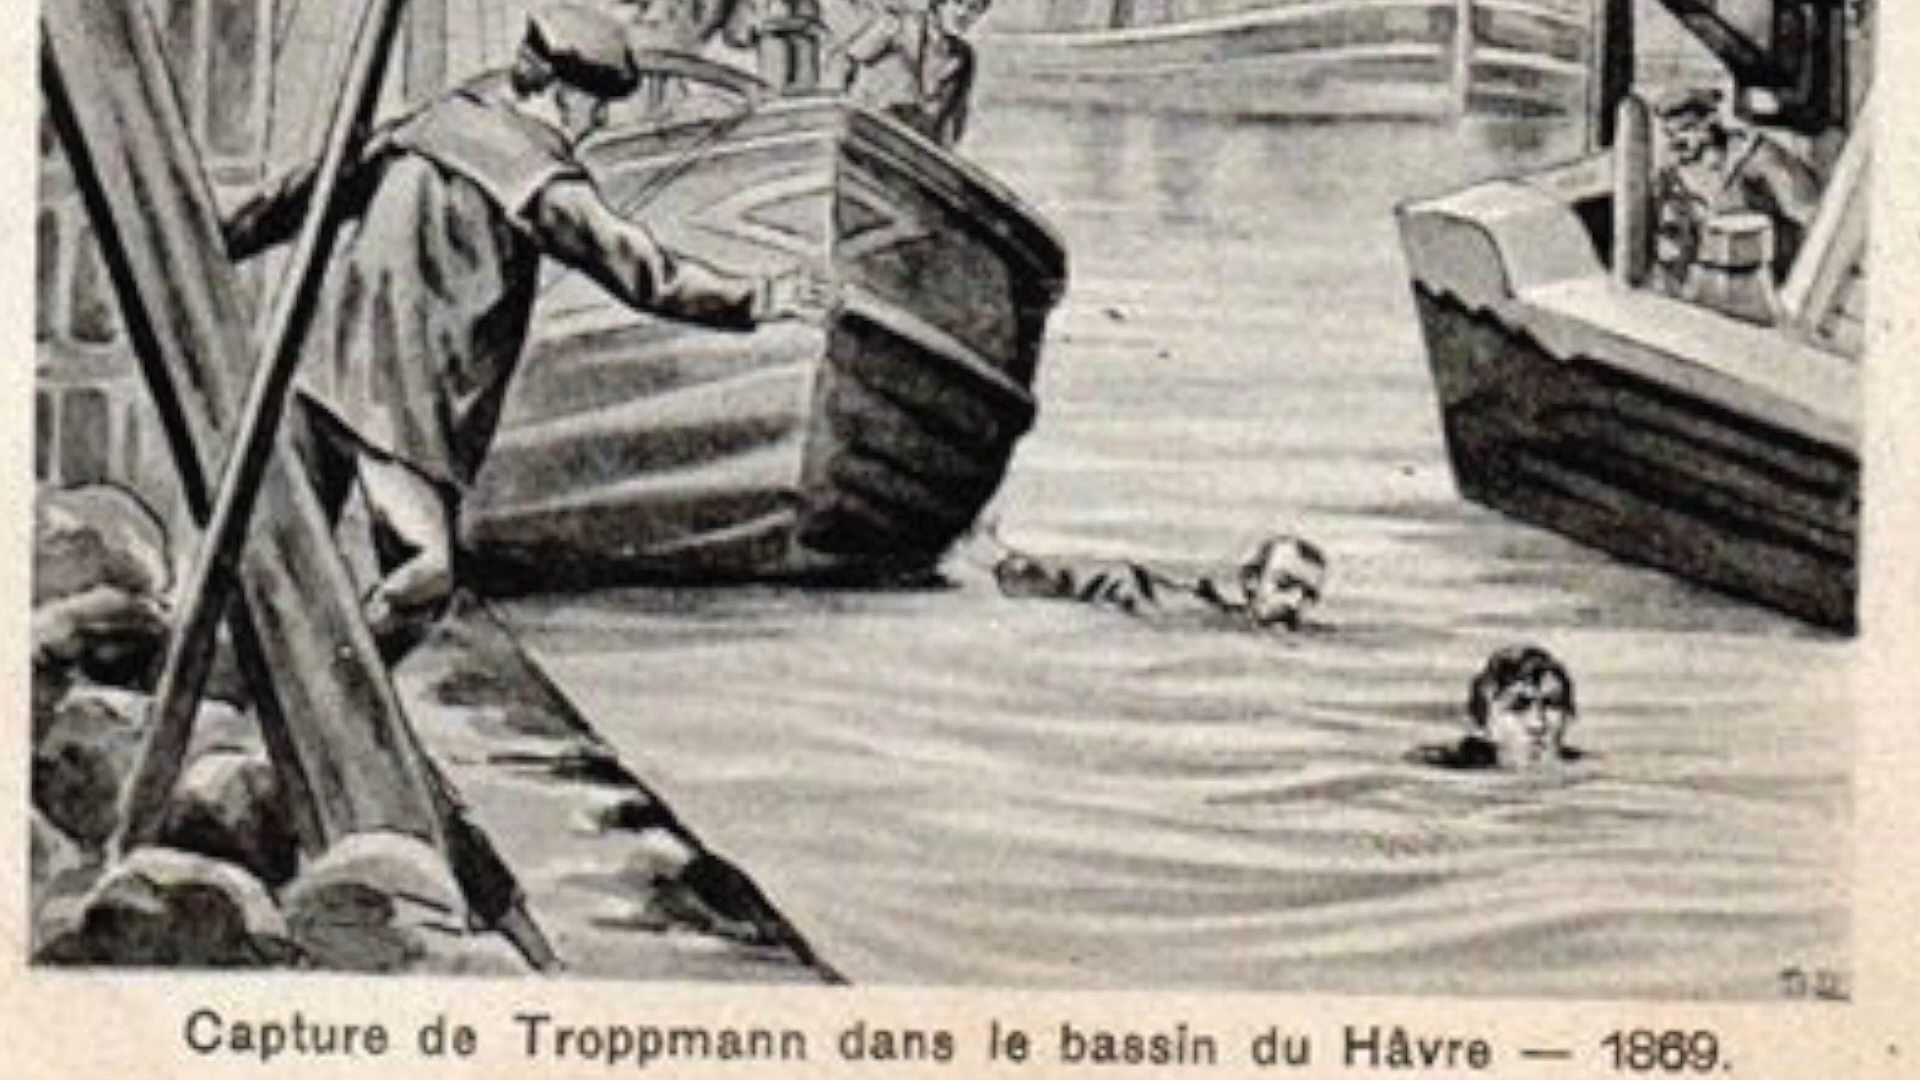 Capture de Troppmann dans le bassin du Hâvre — 1869.